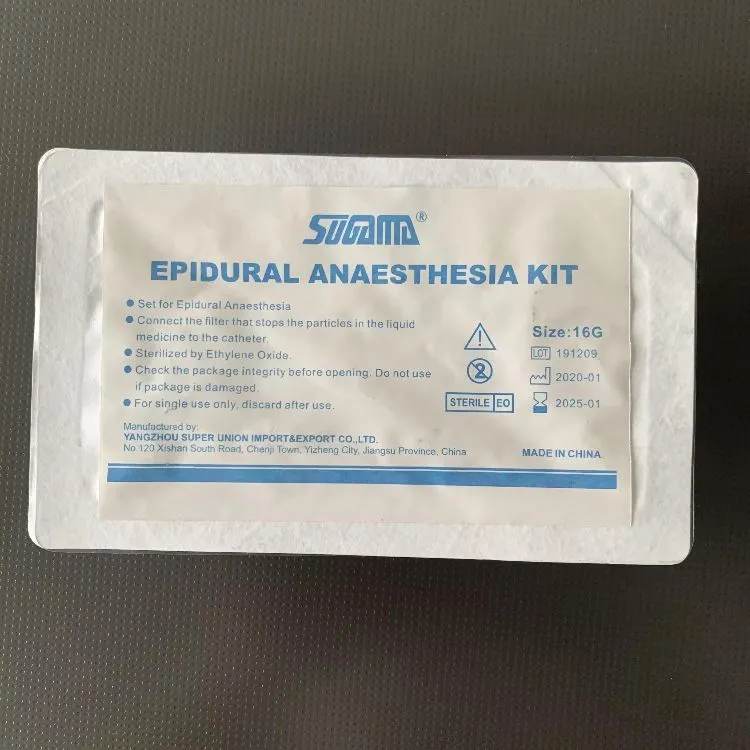 SUGAMA®
EPIDURAL ANAESTHESIA KIT
● Set for Epidural Anaesthesia
● Connect the filter that stops the particles in the liquid
medicine to the catheter.
● Sterilized by Ethylene Oxide.
● Check the package integrity before opening. Do not use
if package is damaged.
● For single use only, discard after use.
2
STERILE EO
Size:16G
LOT 191209
2020-01
2025-01
Manufactured by:
YANGZHOU SUPER UNION IMPORT&EXPORT CO.,LTD.
No.120 Xishan South Road, Chenji Town, Yizheng City, Jiangsu Province, China
MADE IN CHINA